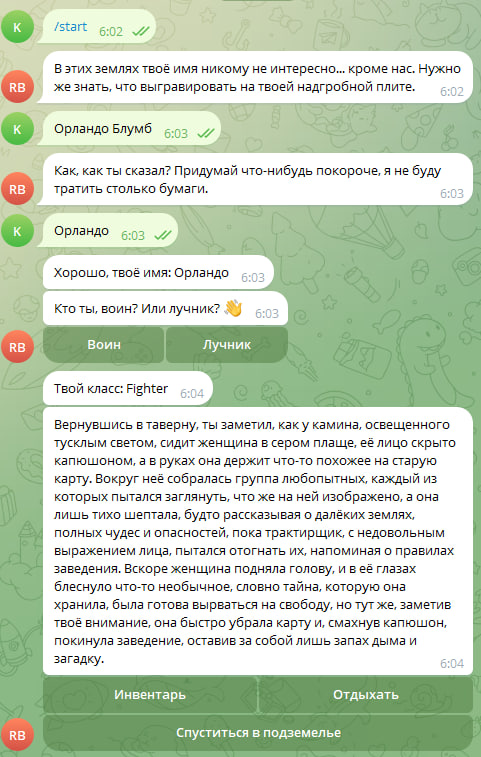 K
/start
6:02
В этих землях твоё имя никому не интересно... кроме нас. Нужно
же знать, что выгравировать на твоей надгробной плите.
6:02
RB
K
Орландо Блумб
6:03
Как, как ты сказал? Придумай что-нибудь покороче, я не буду
тратить столько бумаги.
6:03
RB
K
Орландо
6:03
Хорошо, твоё имя: Орландо
6:03
Кто ты, воин? Или лучник? 👋
6:03
RB
Воин
Лучник
Твой класс: Fighter
6:04
Вернувшись в таверну, ты заметил, как у камина, освещенного
тусклым светом, сидит женщина в сером плаще, её лицо скрыто
капюшоном, а в руках она держит что-то похожее на старую
карту. Вокруг неё собралась группа любопытных, каждый из
которых пытался заглянуть, что же на ней изображено, а она
лишь тихо шептала, будто рассказывая о далёких землях,
полных чудес и опасностей, пока трактирщик, с недовольным
выражением лица, пытался отогнать их, напоминая о правилах
заведения. Вскоре женщина подняла голову, и в её глазах
блеснуло что-то необычное, словно тайна, которую она
хранила, была готова вырваться на свободу, но тут же, заметив
твоё внимание, она быстро убрала карту и, смахнув капюшон,
покинула заведение, оставив за собой лишь запах дыма и
загадку.
6:04
Инвентарь
Отдыхать
RB
Спуститься в подземелье